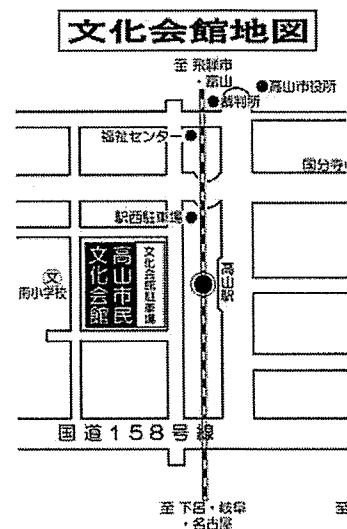 文化会館地図
至 飛騨市
・富山
高山市役所
裁判所
福祉センター
国分寺
駅西駐車場
高山市民
文化会館
文化会館駐車場
高山駅
文
南小学校
国道158号線
至 下呂・岐阜
・名古屋
至